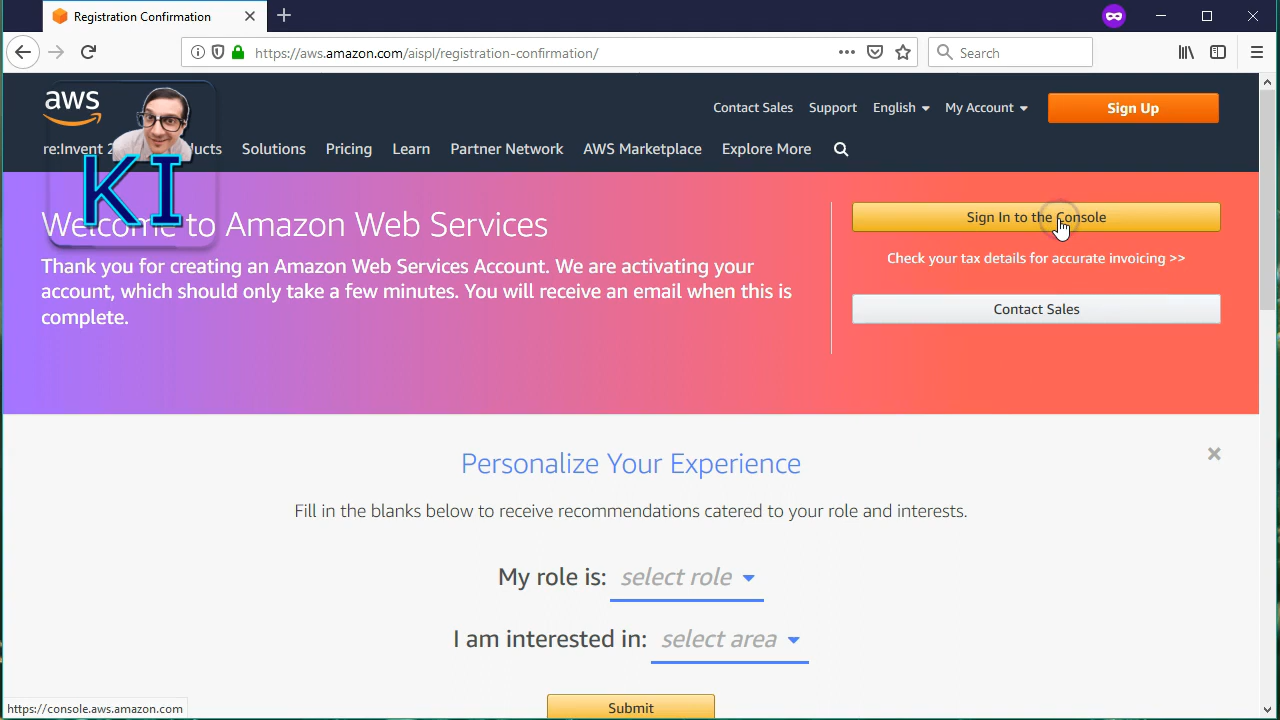 Registration Confirmation
https://aws.amazon.com/aispl/registration-confirmation/
Search
aws
Contact Sales
Support
English
My Account
Sign Up
re:Invent
Solutions
Pricing
Learn
Partner Network
AWS Marketplace
Explore More
KI
Welcome to Amazon Web Services
Thank you for creating an Amazon Web Services Account. We are activating your
account, which should only take a few minutes. You will receive an email when this is
complete.
Sign In to the Console
Check your tax details for accurate invoicing >>
Contact Sales
Personalize Your Experience
Fill in the blanks below to receive recommendations catered to your role and interests.
My role is: select role
I am interested in: select area
Submit
https://console.aws.amazon.com